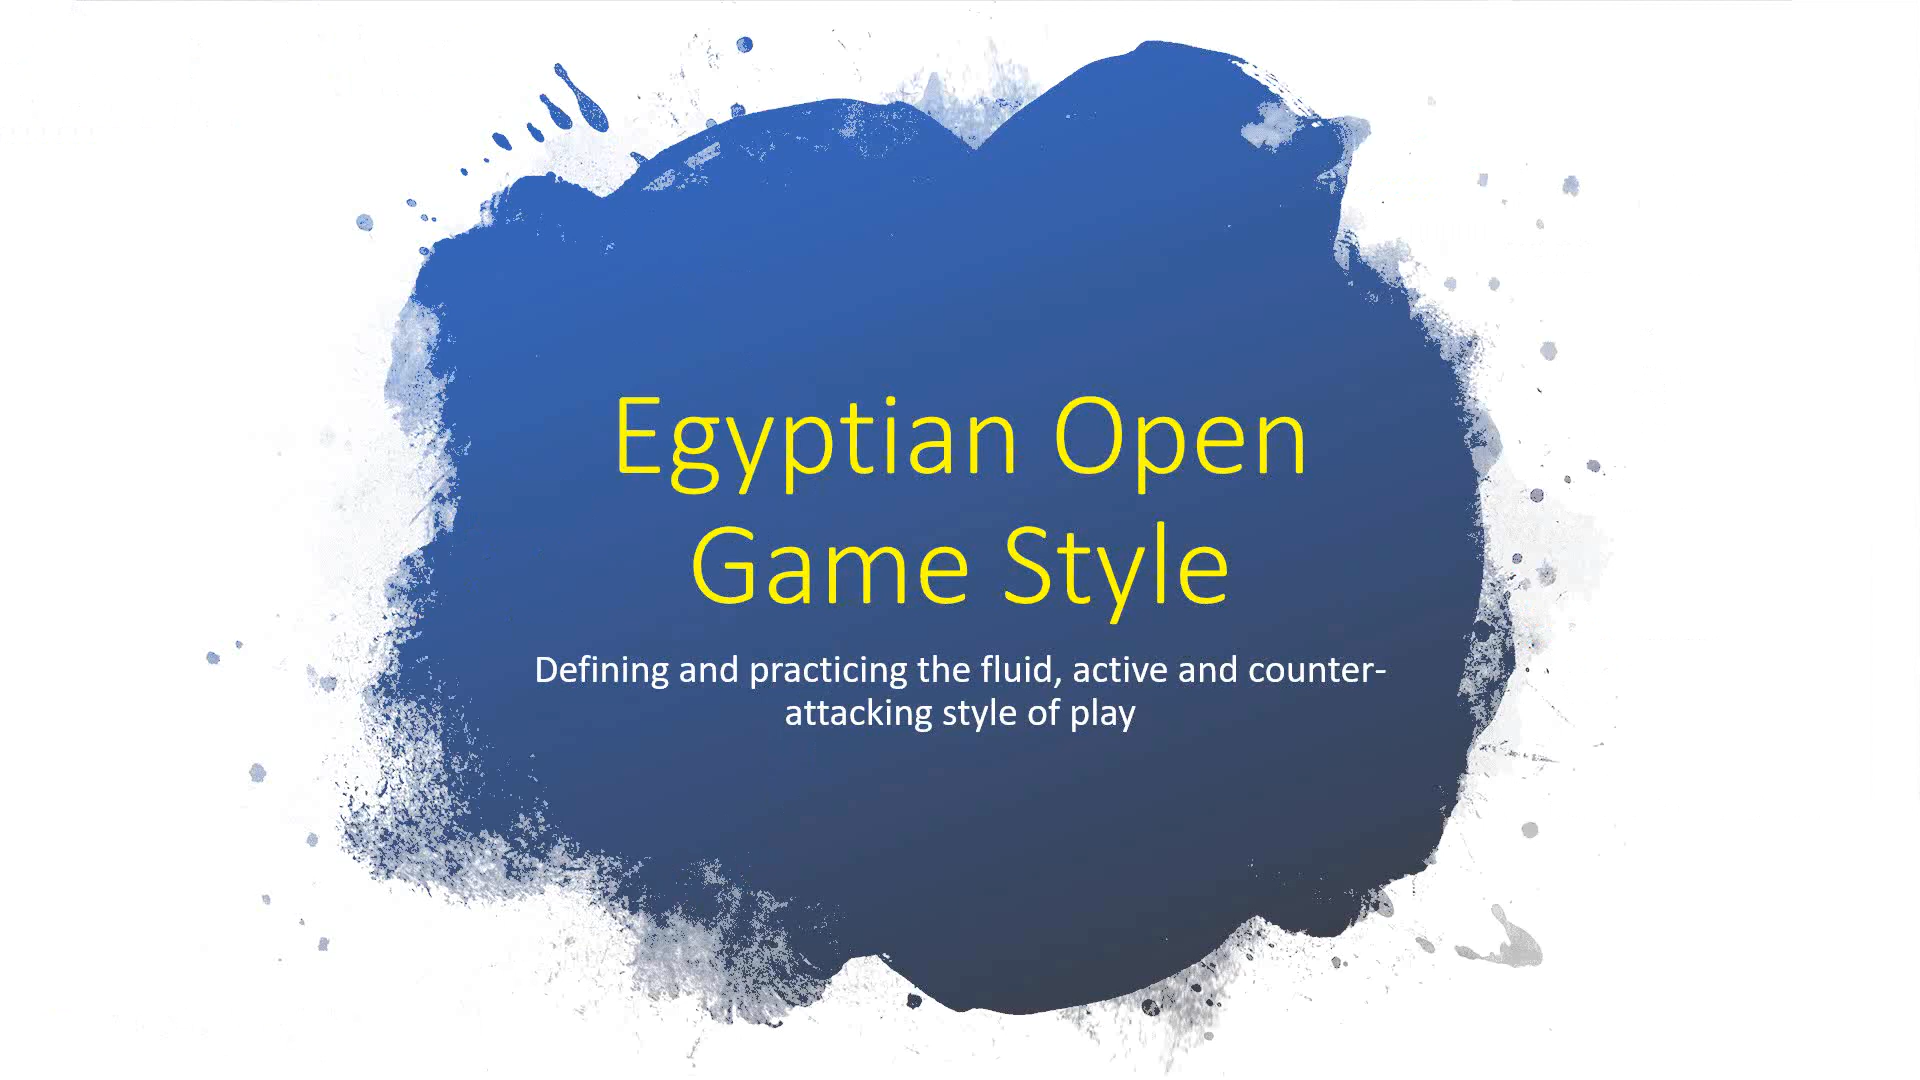 Egyptian Open
Game Style
Defining and practicing the fluid, active and counter-
attacking style of play